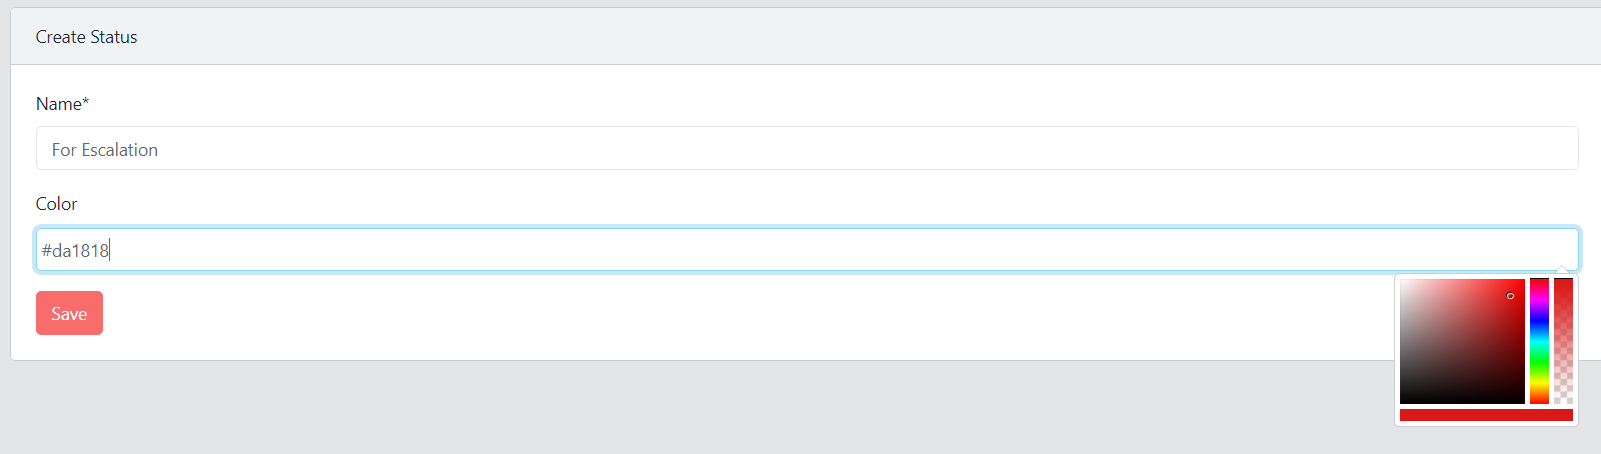 Create Status
Name*
For Escalation
Color
#da1818
Save